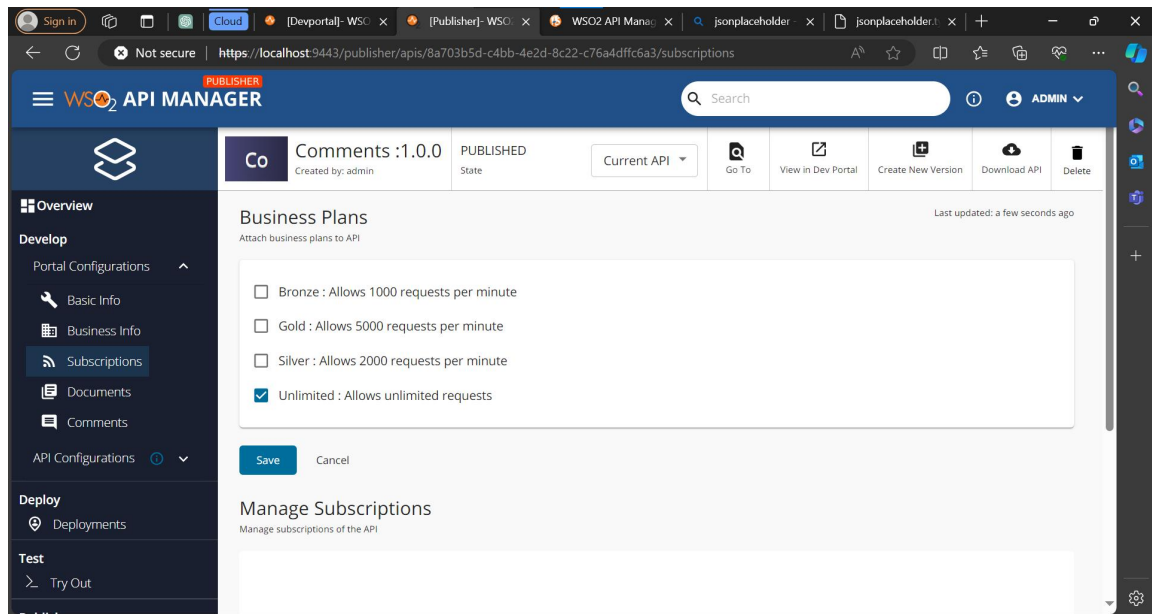 Sign in
Cloud
[Devportal]- WSO
[Publisher]- WSO2
WSO2 API Manag
jsonplaceholder -
jsonplaceholder.t
Not secure
https://localhost:9443/publisher/apis/8a703b5d-c4bb-4e2d-8c22-c76a4dffc6a3/subscriptions
PUBLISHER
WSO2 API MANAGER
Search
ADMIN
Co
Comments :1.0.0
Created by: admin
PUBLISHED
State
Current API
Go To
View in Dev Portal
Create New Version
Download API
Delete
Overview
Develop
Portal Configurations
Basic Info
Business Info
Subscriptions
Documents
Comments
API Configurations
Deploy
Deployments
Test
Try Out
Business Plans
Last updated: a few seconds ago
Attach business plans to API
Bronze : Allows 1000 requests per minute
Gold : Allows 5000 requests per minute
Silver : Allows 2000 requests per minute
Unlimited : Allows unlimited requests
Save
Cancel
Manage Subscriptions
Manage subscriptions of the API